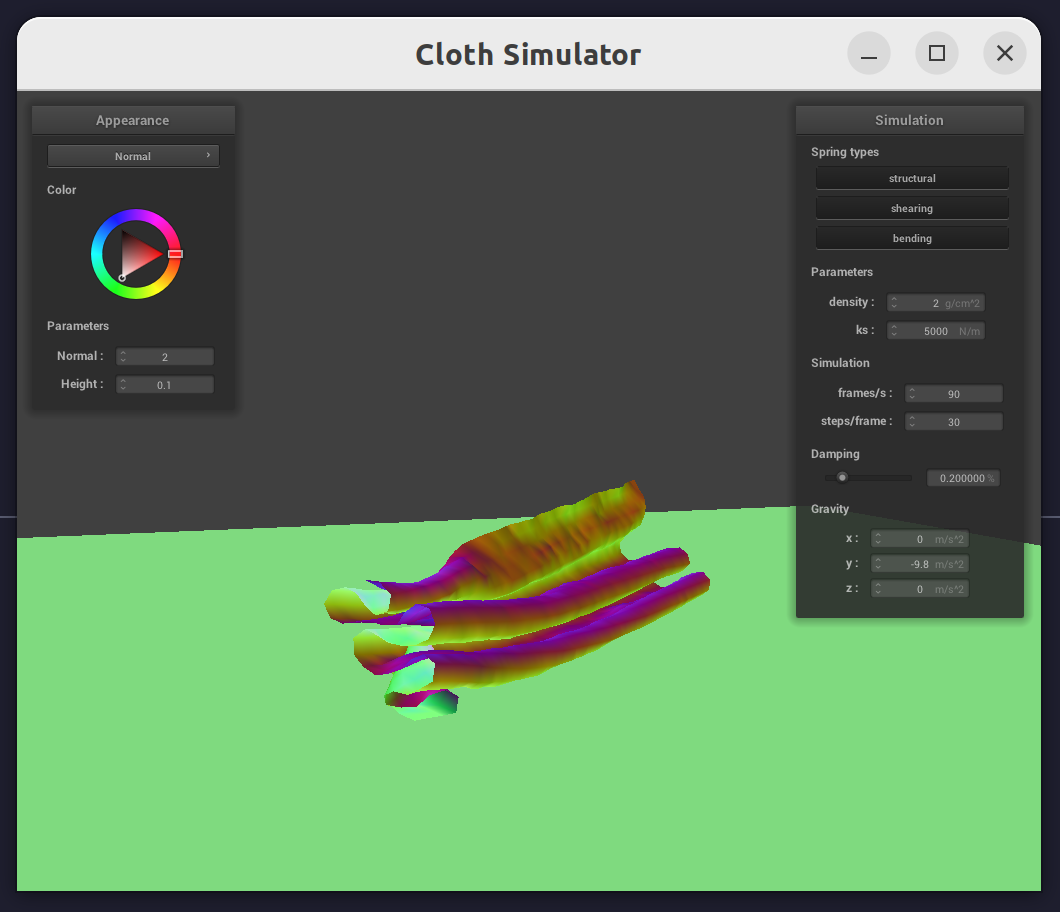 Cloth Simulator
Appearance
Normal
Color
Parameters
Normal : 2
Height : 0.1
Simulation
Spring types
structural
shearing
bending
Parameters
density : 2 g/cm^2
ks : 5000 N/m
Simulation
frames/s : 90
steps/frame : 30
Damping
0.200000 %
Gravity
x : 0 m/s^2
y : -9.8 m/s^2
z : 0 m/s^2